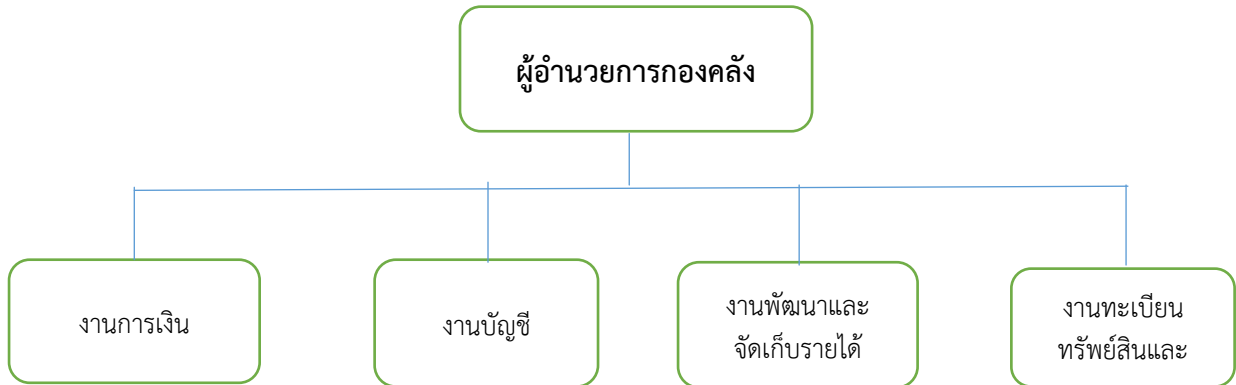 ผู้อำนวยการกองคลัง
งานการเงิน
งานบัญชี
งานพัฒนาและ
จัดเก็บรายได้
งานทะเบียน
ทรัพย์สินและ